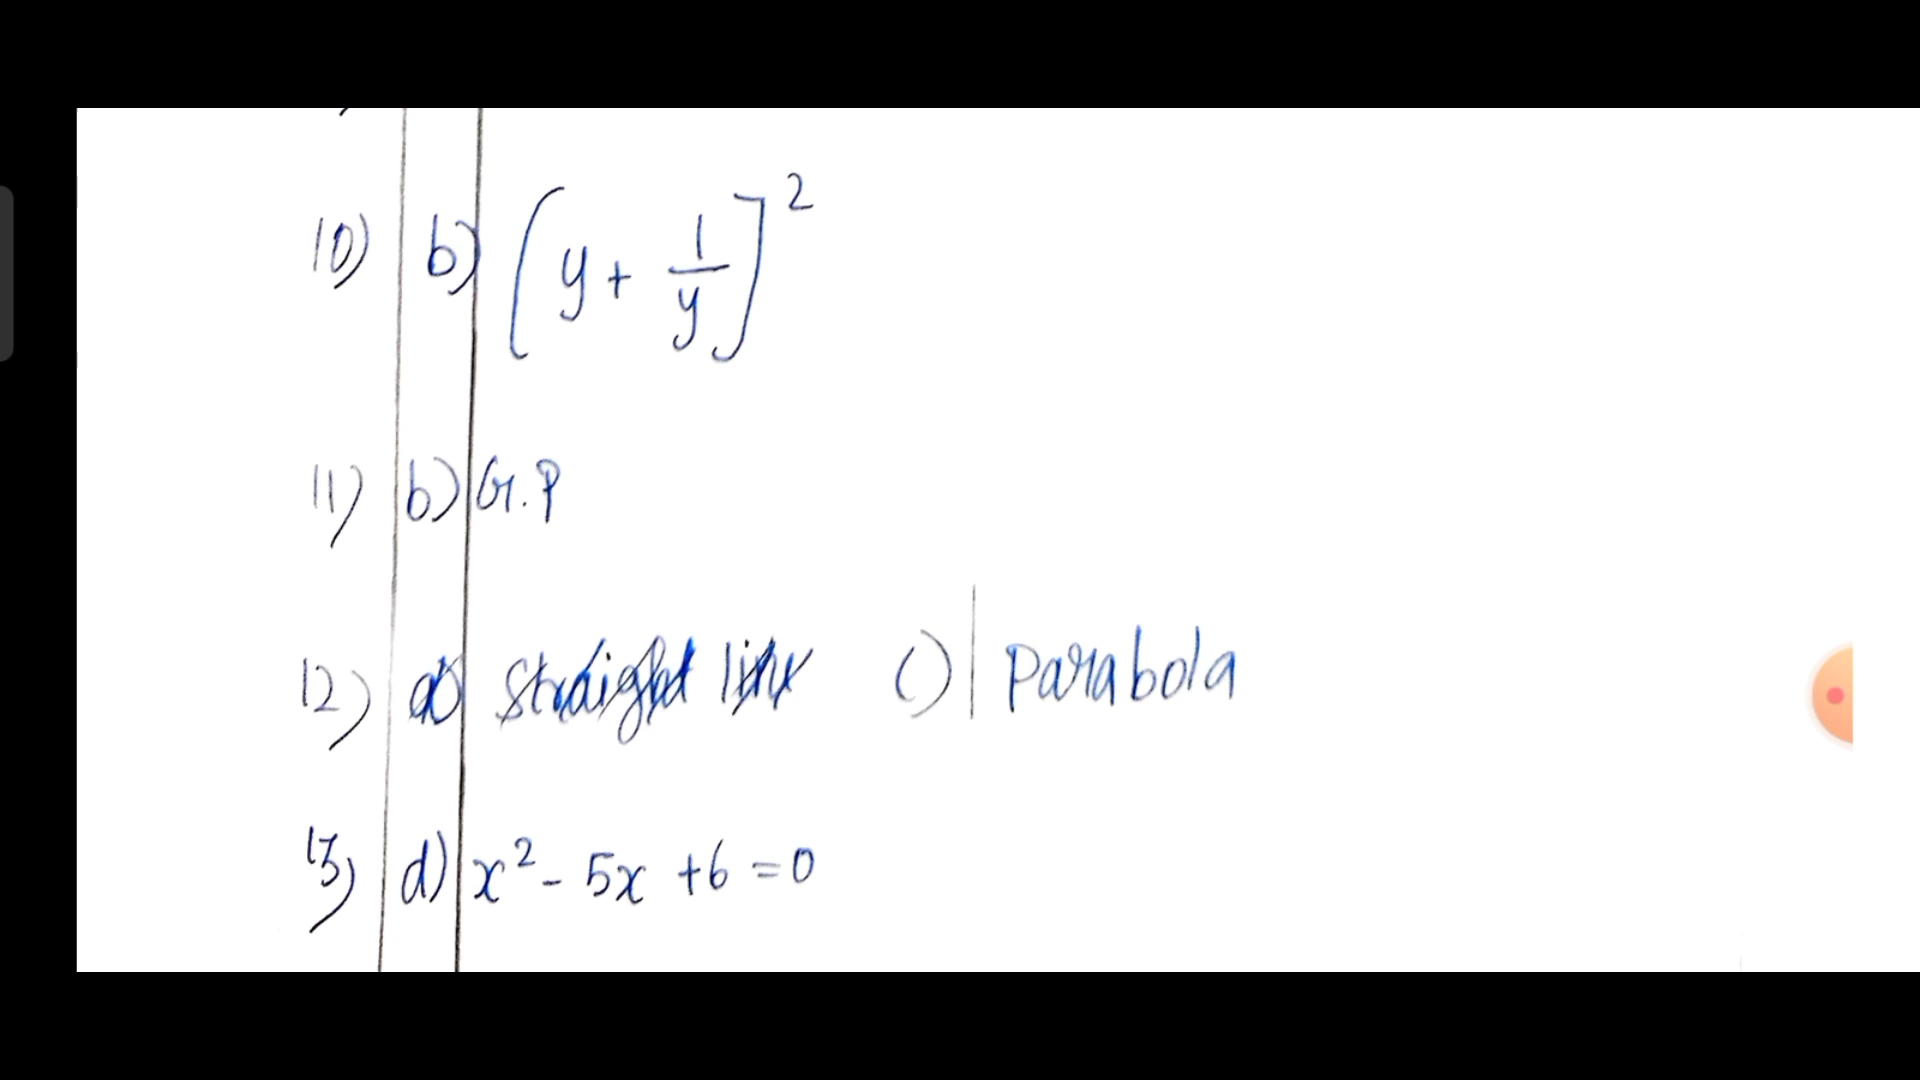 10) b) [y + 1/y]²
11) b) G.P
12) a) Straight line c) Parabola
13) d) x² - 5x + 6 = 0